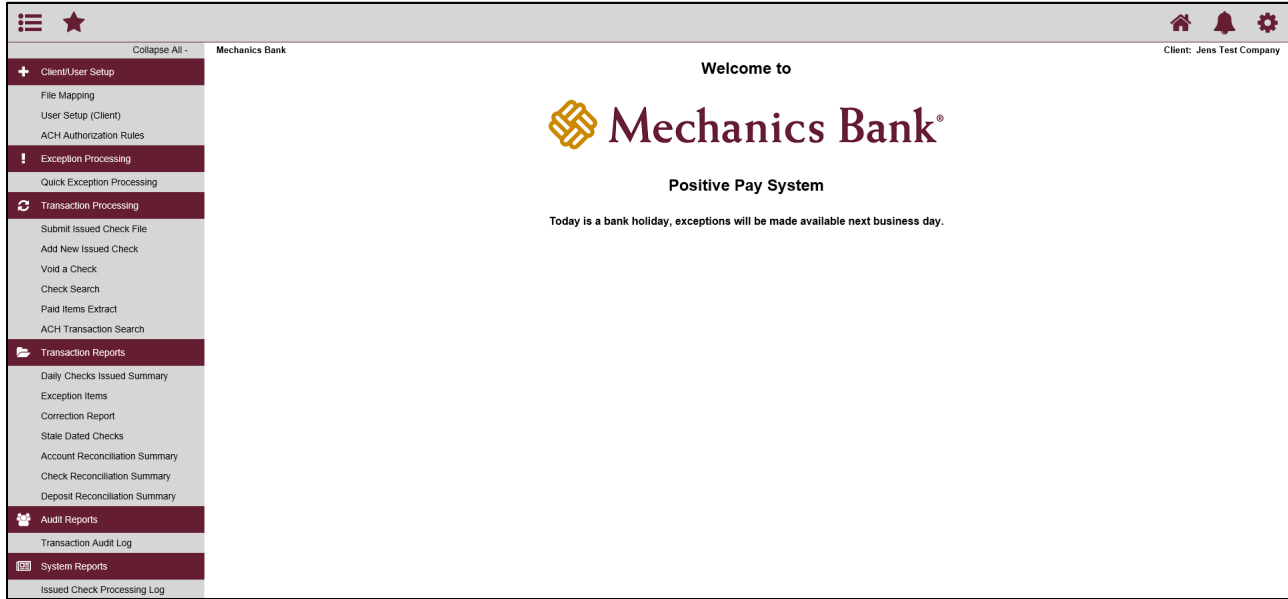 Collapse All -
Mechanics Bank
Client: Jens Test Company
Client/User Setup
File Mapping
User Setup (Client)
ACH Authorization Rules
Exception Processing
Quick Exception Processing
Transaction Processing
Submit Issued Check File
Add New Issued Check
Void a Check
Check Search
Paid Items Extract
ACH Transaction Search
Transaction Reports
Daily Checks Issued Summary
Exception Items
Correction Report
Stale Dated Checks
Account Reconciliation Summary
Check Reconciliation Summary
Deposit Reconciliation Summary
Audit Reports
Transaction Audit Log
System Reports
Issued Check Processing Log
Welcome to
Mechanics Bank®
Positive Pay System
Today is a bank holiday, exceptions will be made available next business day.